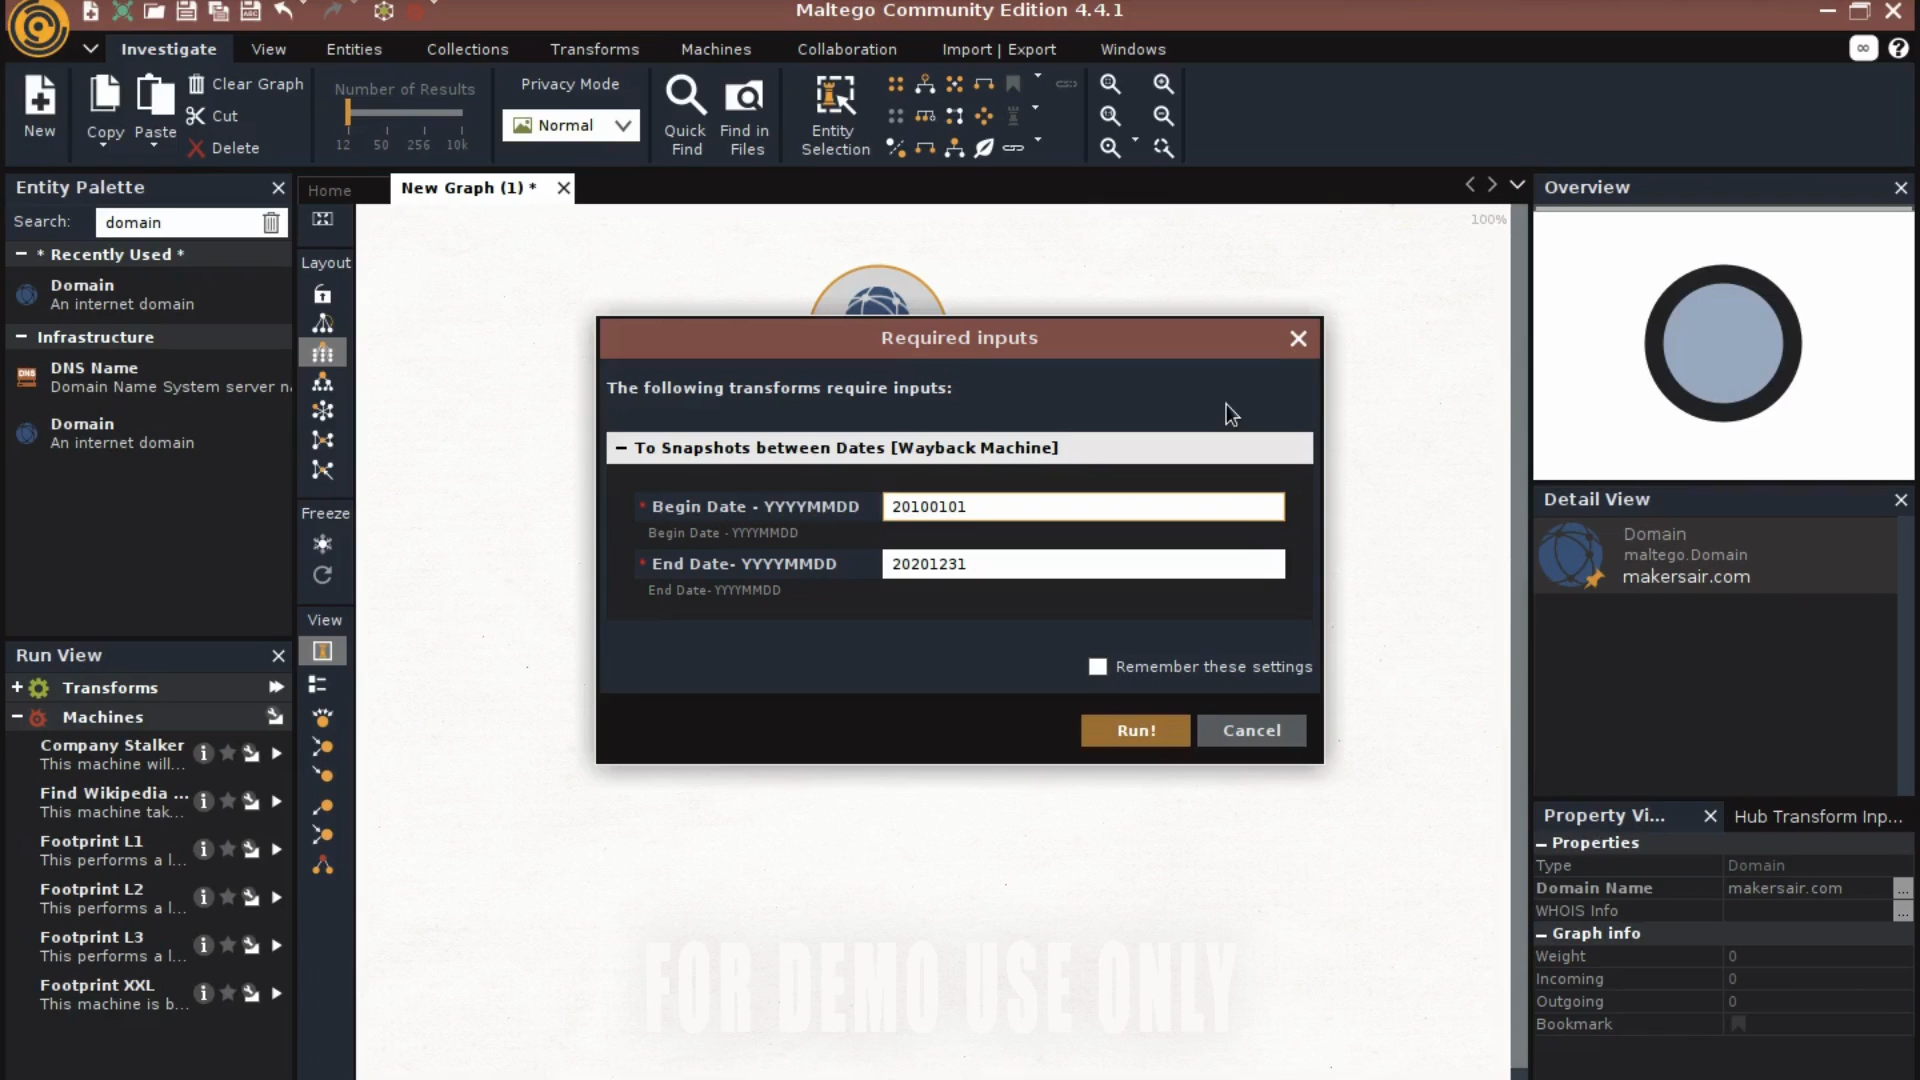 Maltego Community Edition 4.4.1
Investigate View Entities Collections Transforms Machines Collaboration Import | Export Windows
New
Copy
Paste
Clear Graph
Cut
Delete
Number of Results
12 50 256 10k
Privacy Mode
Normal
Quick
Find
Find in
Files
Entity
Selection
Entity Palette
Search: domain
* Recently Used *
Domain
An internet domain
Infrastructure
DNS
DNS Name
Domain Name System server n
Domain
An internet domain
Run View
Transforms
Machines
Company Stalker
This machine will...
Find Wikipedia ...
This machine tak...
Footprint L1
This performs a l...
Footprint L2
This performs a l...
Footprint L3
This performs a l...
Footprint XXL
This machine is b...
Home
New Graph (1) *
Layout
Freeze
View
100%
Required inputs
The following transforms require inputs:
To Snapshots between Dates [Wayback Machine]
* Begin Date - YYYYMMDD 20100101
Begin Date - YYYYMMDD
* End Date- YYYYMMDD 20201231
End Date- YYYYMMDD
Remember these settings
Run! Cancel
FOR DEMO USE ONLY
Overview
Detail View
Domain
maltego.Domain
makersair.com
Property Vi...
Hub Transform Inp...
Properties
Type Domain
Domain Name makersair.com ...
WHOIS Info ...
Graph info
Weight 0
Incoming 0
Outgoing 0
Bookmark